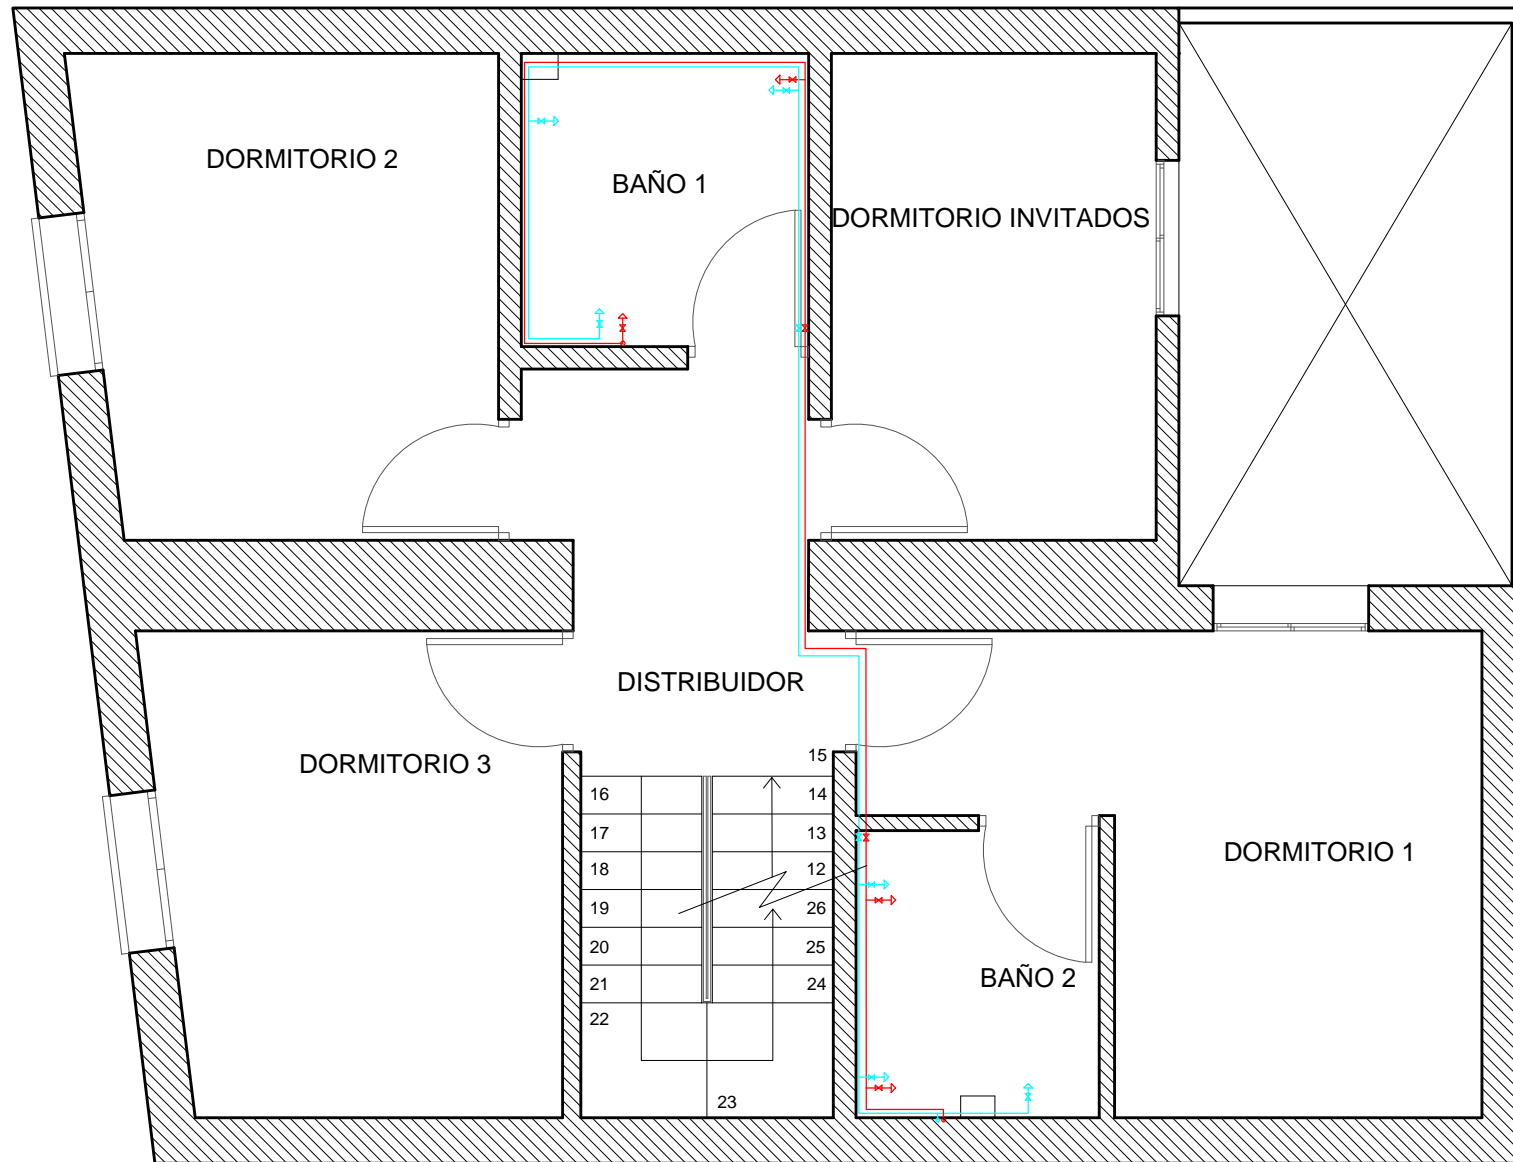 DORMITORIO 2
BAÑO 1
DORMITORIO INVITADOS
DISTRIBUIDOR
DORMITORIO 3
15
16
14
17
13
18
12
19
26
20
25
21
24
22
23
DORMITORIO 1
BAÑO 2